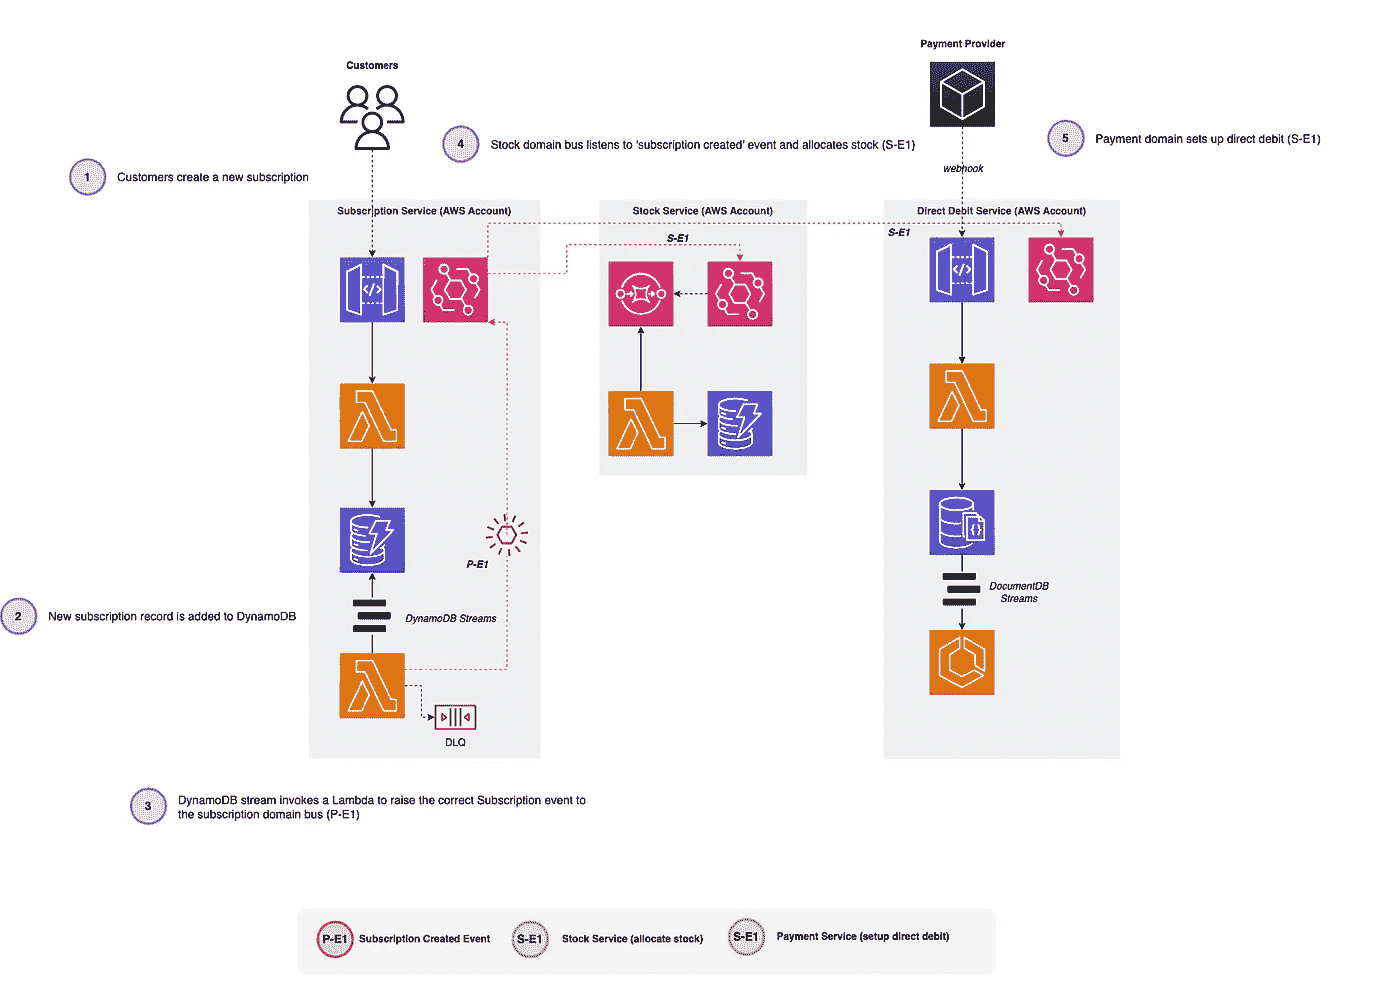 Payment Provider
Customers
4
Stock domain bus listens to 'subscription created' event and allocates stock (S-E1)
5
Payment domain sets up direct debit (S-E1)
webhook
1
Customers create a new subscription
Subscription Service (AWS Account)
Stock Service (AWS Account)
Direct Debit Service (AWS Account)
S-E1
S-E1
</>
</>
P-E1
{}
DocumentDB
Streams
2
New subscription record is added to DynamoDB
DynamoDB Streams
DLQ
3
DynamoDB stream invokes a Lambda to raise the correct Subscription event to
the subscription domain bus (P-E1)
P-E1
Subscription Created Event
S-E1
Stock Service (allocate stock)
S-E1
Payment Service (setup direct debit)